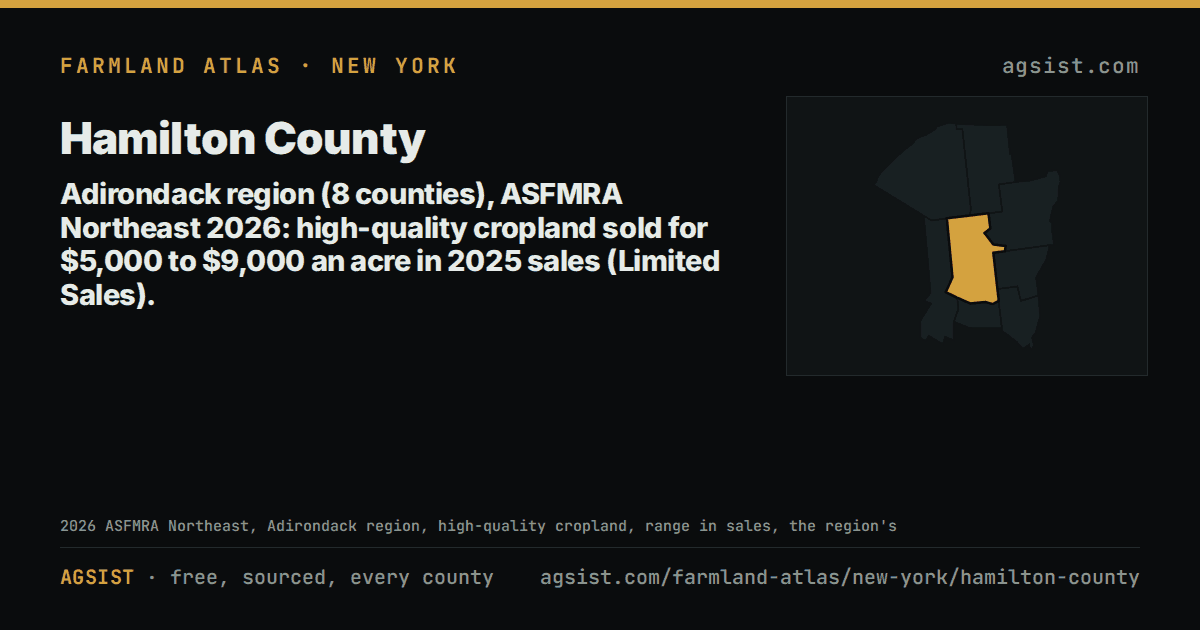 FARMLAND ATLAS · NEW YORK
agsist.com
Hamilton County
Adirondack region (8 counties), ASFMRA
Northeast 2026: high-quality cropland sold for
$5,000 to $9,000 an acre in 2025 sales (Limited
Sales).
2026 ASFMRA Northeast, Adirondack region, high-quality cropland, range in sales, the region's
AGSIST · free, sourced, every county
agsist.com/farmland-atlas/new-york/hamilton-county